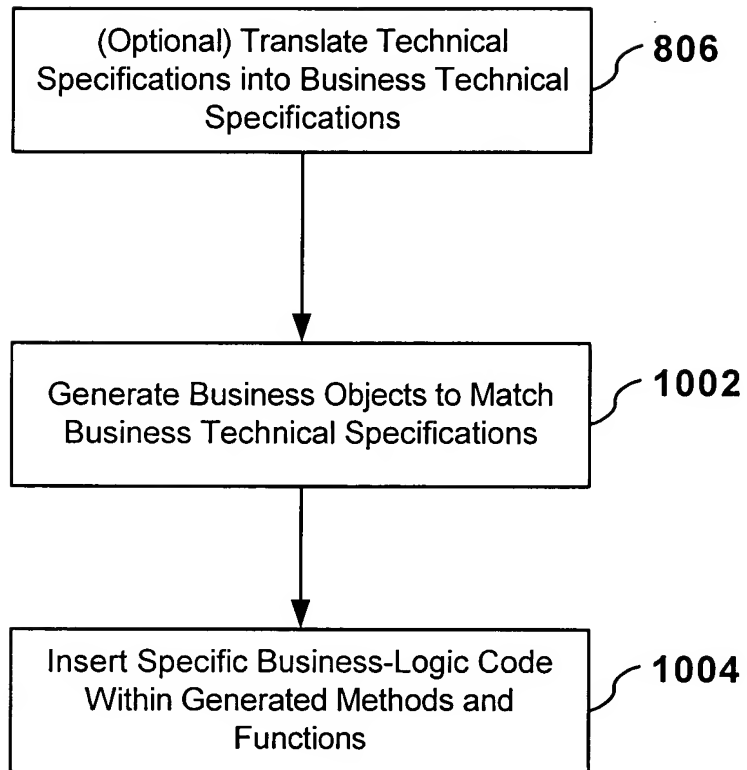 (Optional) Translate Technical
Specifications into Business Technical
Specifications
806
Generate Business Objects to Match
Business Technical Specifications
1002
Insert Specific Business-Logic Code
Within Generated Methods and
Functions
1004